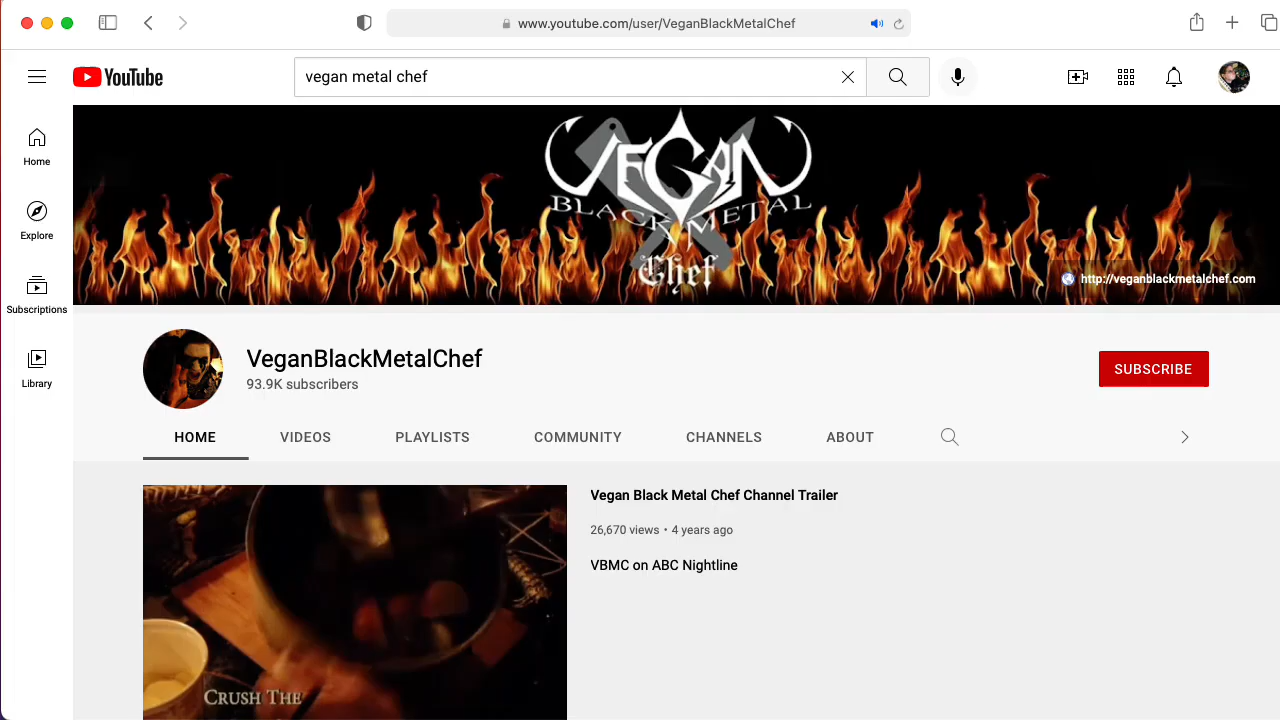 www.youtube.com/user/VeganBlackMetalChef
YouTube
vegan metal chef
Home
Explore
Subscriptions
Library
VEGAN
BLACK METAL
Chef
http://veganblackmetalchef.com
VeganBlackMetalChef
93.9K subscribers
SUBSCRIBE
HOME VIDEOS PLAYLISTS COMMUNITY CHANNELS ABOUT
Vegan Black Metal Chef Channel Trailer
26,670 views • 4 years ago
VBMC on ABC Nightline
CRUSH THE